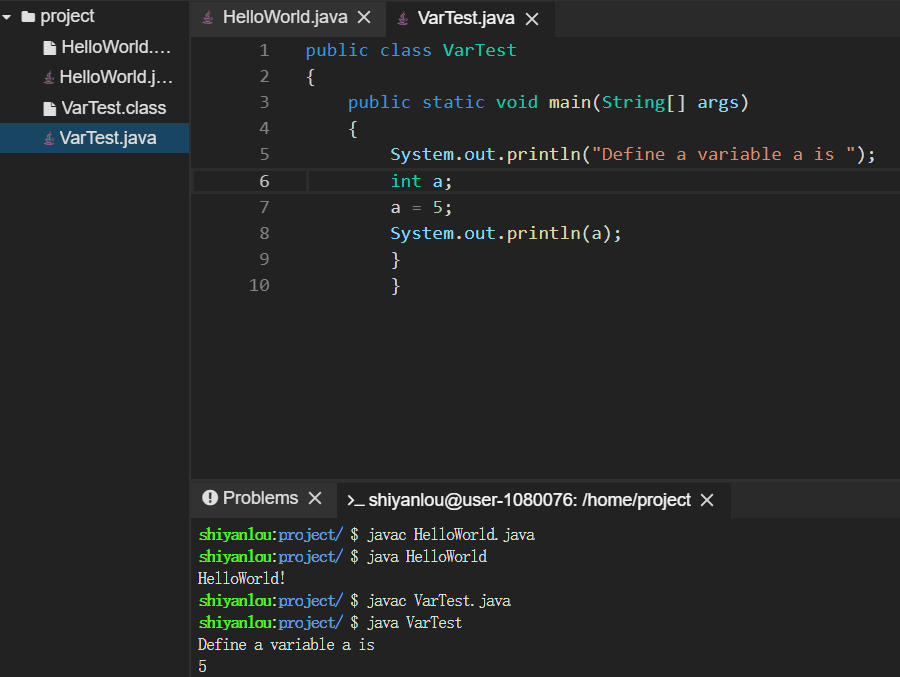 project
HelloWorld....
HelloWorld.j...
VarTest.class
VarTest.java
HelloWorld.java
VarTest.java
1 public class VarTest
2 {
3 public static void main(String[] args)
4 {
5 System.out.println("Define a variable a is ");
6 int a;
7 a = 5;
8 System.out.println(a);
9 }
10 }
Problems
>_ shiyanlou@user-1080076: /home/project
shiyanlou:project/ $ javac HelloWorld.java
shiyanlou:project/ $ java HelloWorld
HelloWorld!
shiyanlou:project/ $ javac VarTest.java
shiyanlou:project/ $ java VarTest
Define a variable a is
5